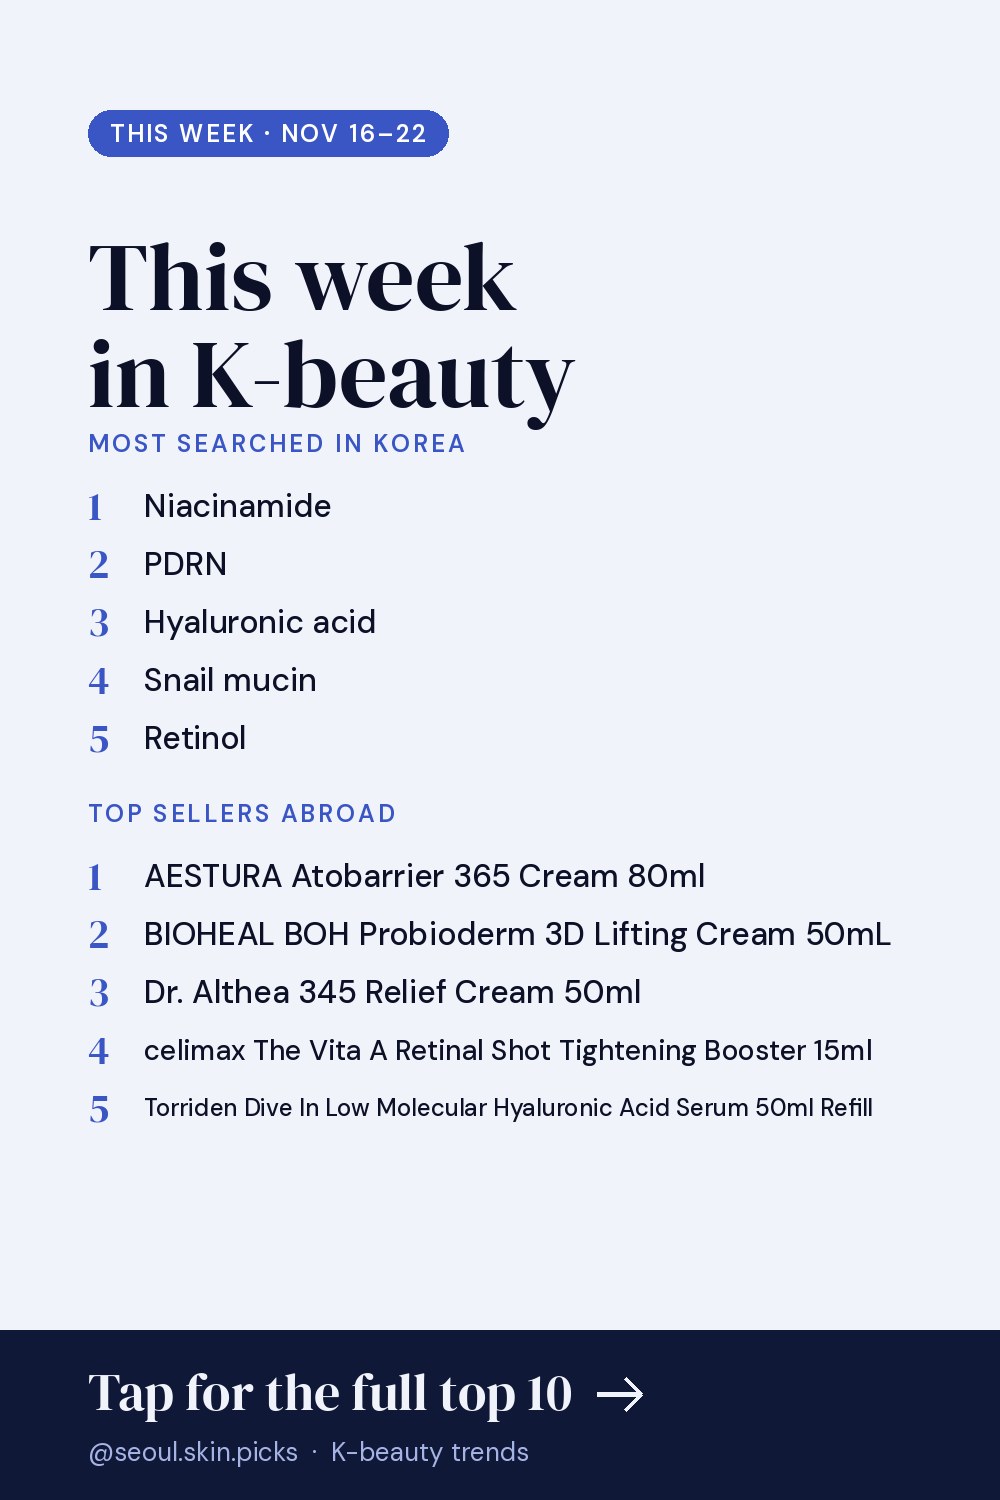 THIS WEEK · NOV 16–22
This week
in K-beauty
MOST SEARCHED IN KOREA
1 Niacinamide
2 PDRN
3 Hyaluronic acid
4 Snail mucin
5 Retinol
TOP SELLERS ABROAD
1 AESTURA Atobarrier 365 Cream 80ml
2 BIOHEAL BOH Probioderm 3D Lifting Cream 50mL
3 Dr. Althea 345 Relief Cream 50ml
4 celimax The Vita A Retinal Shot Tightening Booster 15ml
5 Torriden Dive In Low Molecular Hyaluronic Acid Serum 50ml Refill
Tap for the full top 10 →
@seoul.skin.picks · K-beauty trends